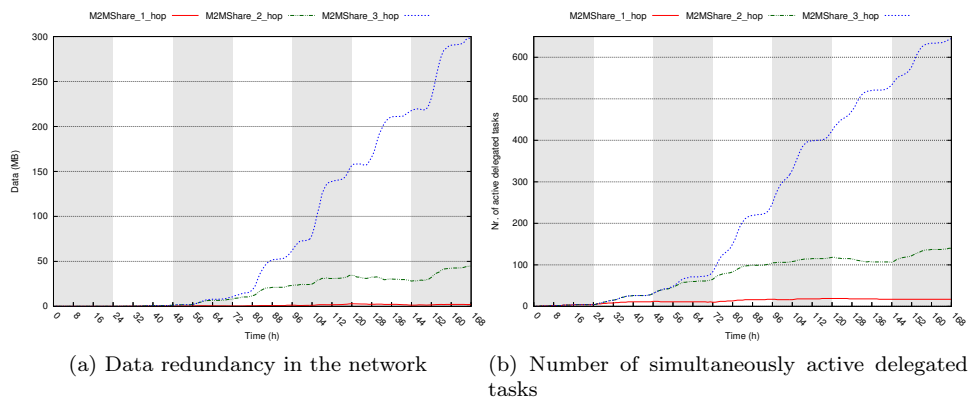 M2MShare_1_hop M2MShare_2_hop M2MShare_3_hop
300
250
200
150
100
50
0
Data (MB)
0 8 16 24 32 40 48 56 64 72 80 88 96 104 112 120 128 136 144 152 160 168
Time (h)
(a) Data redundancy in the network
M2MShare_1_hop M2MShare_2_hop M2MShare_3_hop
600
500
400
300
200
100
0
Nr. of active delegated tasks
0 8 16 24 32 40 48 56 64 72 80 88 96 104 112 120 128 136 144 152 160 168
Time (h)
(b) Number of simultaneously active delegated
tasks